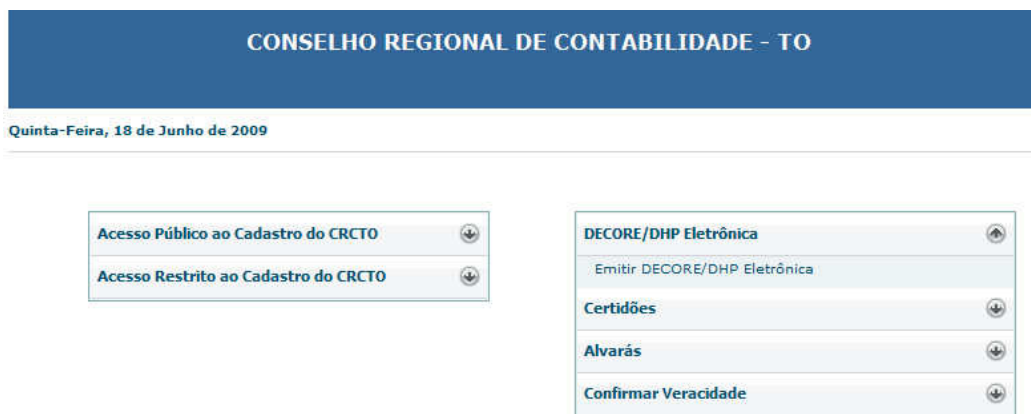 CONSELHO REGIONAL DE CONTABILIDADE - TO
Quinta-Feira, 18 de Junho de 2009
Acesso Público ao Cadastro do CRCTO
Acesso Restrito ao Cadastro do CRCTO
DECORE/DHP Eletrônica
Emitir DECORE/DHP Eletrônica
Certidões
Alvarás
Confirmar Veracidade